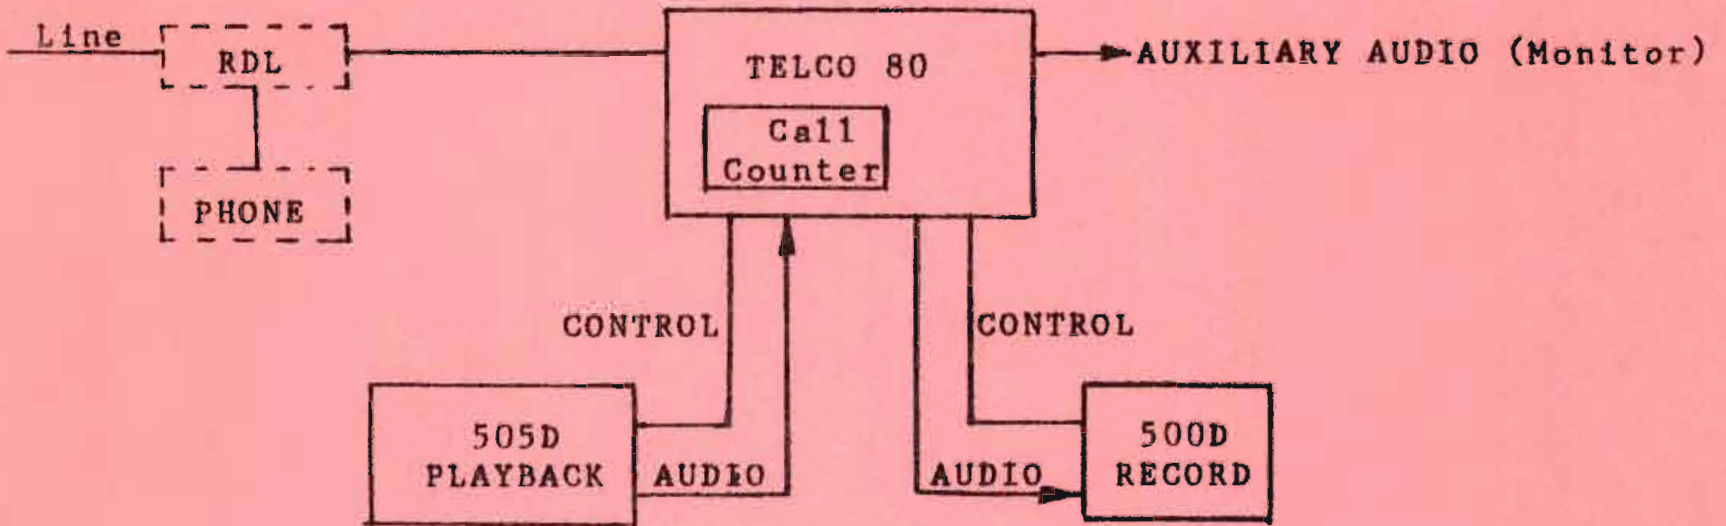 Line
RDL
PHONE
TELCO 80
Call
Counter
AUXILIARY AUDIO (Monitor)
CONTROL
CONTROL
505D
PLAYBACK
AUDIO
AUDIO
500D
RECORD